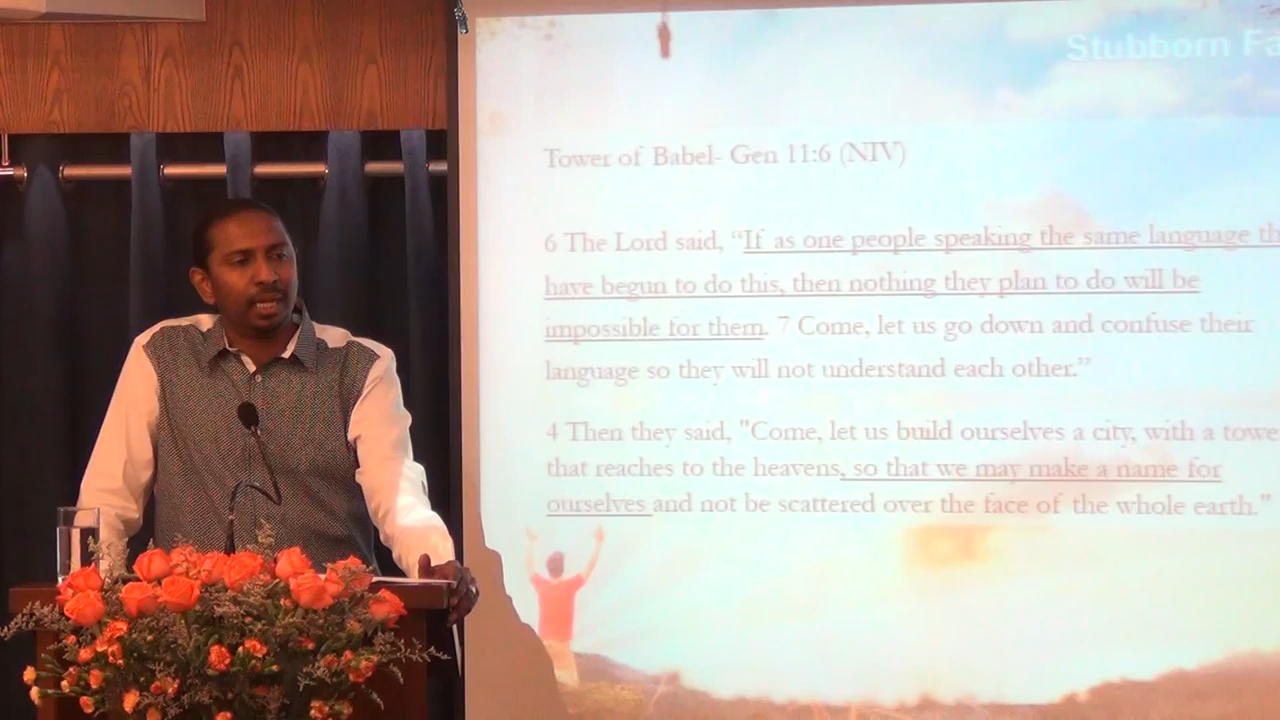 Stubborn Fa
Tower of Babel- Gen 11:6 (NIV)
6 The Lord said, “If as one people speaking the same language th
have begun to do this, then nothing they plan to do will be
impossible for them. 7 Come, let us go down and confuse their
language so they will not understand each other.”
4 Then they said, "Come, let us build ourselves a city, with a towe
that reaches to the heavens, so that we may make a name for
ourselves and not be scattered over the face of the whole earth."